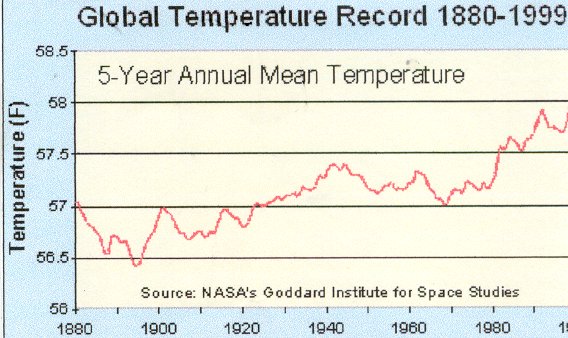 Global Temperature Record 1880-1999
58.5
5-Year Annual Mean Temperature
58
57.5
Temperature (F)
57
56.5
Source: NASA's Goddard Institute for Space Studies
56
1880 1900 1920 1940 1960 1980